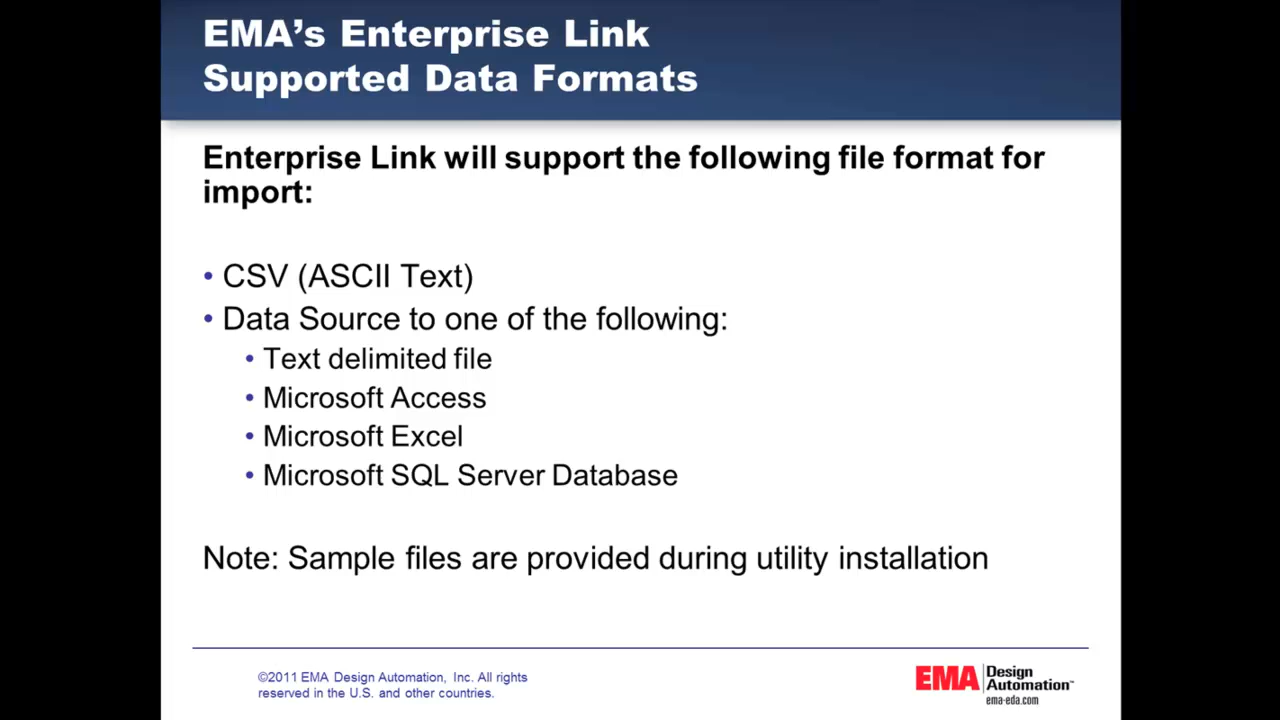 EMA's Enterprise Link
Supported Data Formats
Enterprise Link will support the following file format for
import:
• CSV (ASCII Text)
• Data Source to one of the following:
• Text delimited file
• Microsoft Access
• Microsoft Excel
• Microsoft SQL Server Database
Note: Sample files are provided during utility installation
©2011 EMA Design Automation, Inc. All rights
reserved in the U.S. and other countries.
EMA Design
Automation™
ema-eda.com